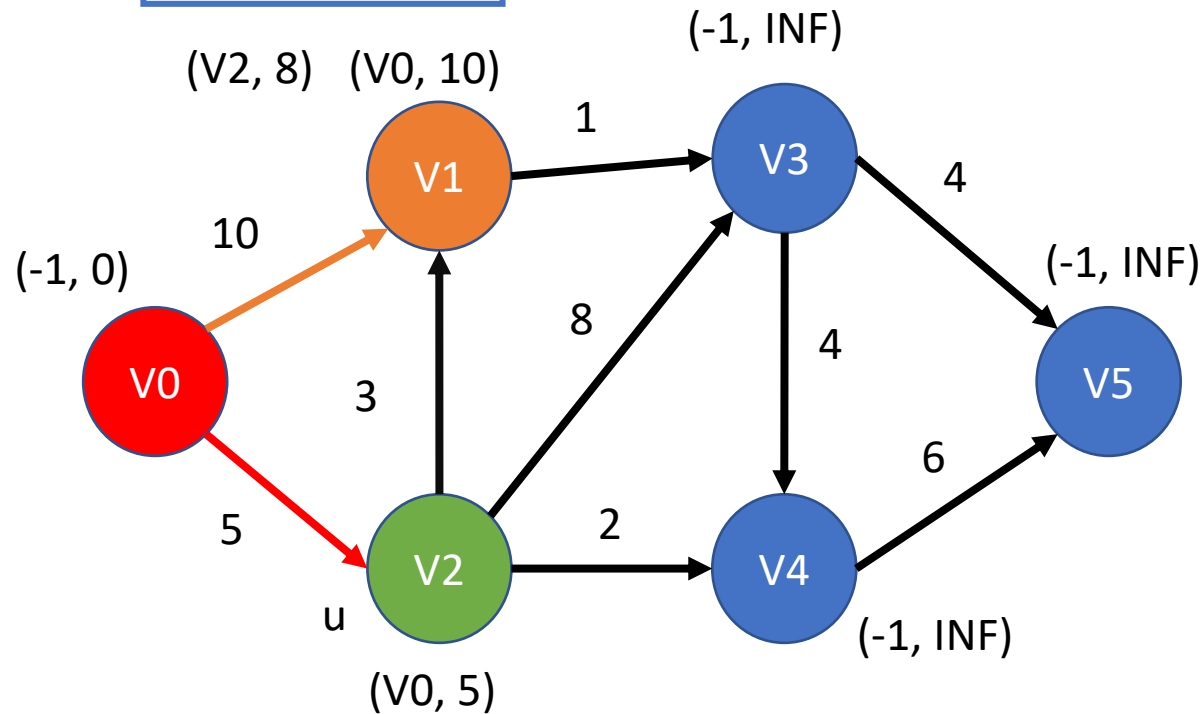 (-1, INF)
(V2, 8) (V0, 10)
1
V3
V1
4
10
(-1, 0)
(-1, INF)
8
4
V0
3
V5
5
2
6
V2
V4
u
(-1, INF)
(V0, 5)